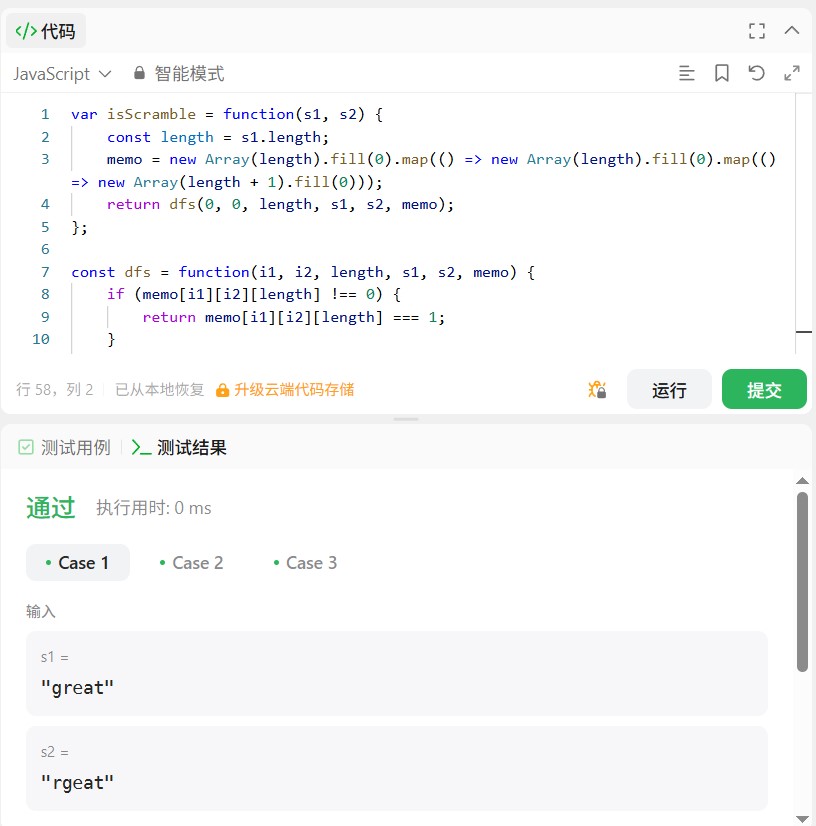 </> 代码
JavaScript 智能模式
1 var isScramble = function(s1, s2) {
2 const length = s1.length;
3 memo = new Array(length).fill(0).map(() => new Array(length).fill(0).map(()
=> new Array(length + 1).fill(0)));
4 return dfs(0, 0, length, s1, s2, memo);
5 };
6
7 const dfs = function(i1, i2, length, s1, s2, memo) {
8 if (memo[i1][i2][length] !== 0) {
9 return memo[i1][i2][length] === 1;
10 }
行 58，列 2 已从本地恢复 升级云端代码存储 运行 提交
测试用例 >_ 测试结果
通过 执行用时: 0 ms
• Case 1 • Case 2 • Case 3
输入
s1 =
"great"
s2 =
"rgeat"